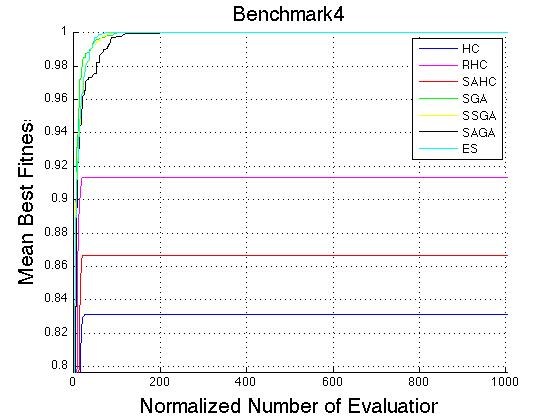 Benchmark4
1
0.98
0.96
0.94
0.92
0.9
0.88
0.86
0.84
0.82
0.8
Mean Best Fitnes
HC
RHC
SAHC
SGA
SSGA
SAGA
ES
0 200 400 600 800 1000
Normalized Number of Evaluatior